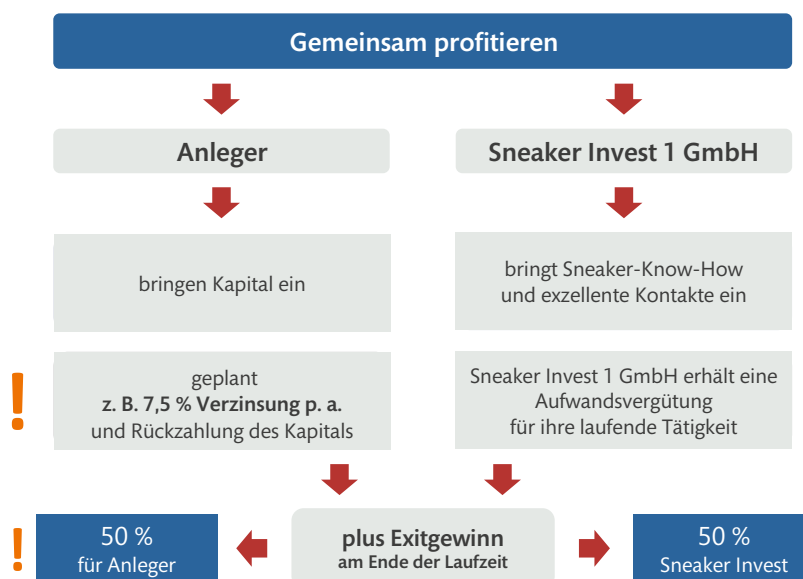 Gemeinsam profitieren
Anleger
Sneaker Invest 1 GmbH
bringen Kapital ein
bringt Sneaker-Know-How
und exzellente Kontakte ein
!
geplant
z. B. 7,5 % Verzinsung p. a.
und Rückzahlung des Kapitals
Sneaker Invest 1 GmbH erhält eine
Aufwandsvergütung
für ihre laufende Tätigkeit
!
50 %
für Anleger
plus Exitgewinn
am Ende der Laufzeit
50 %
Sneaker Invest